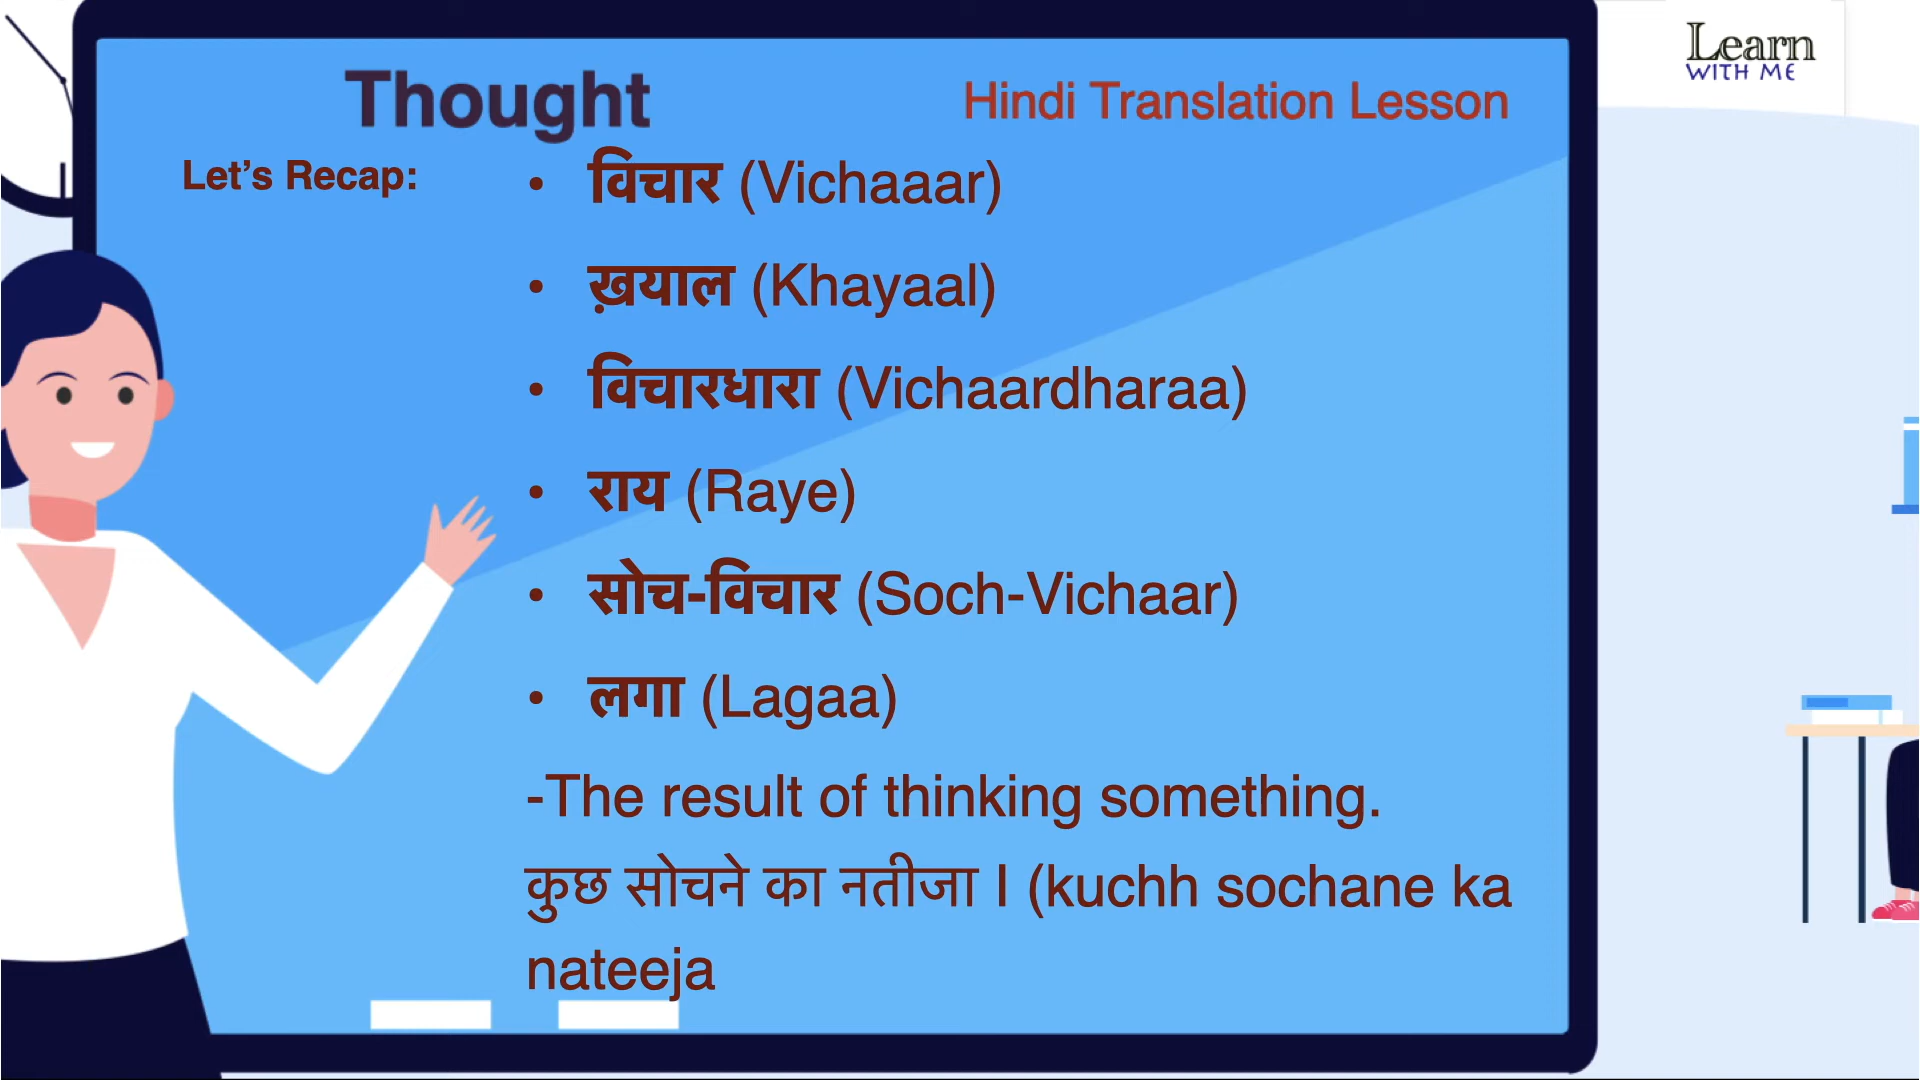 Learn
WITH ME
Thought
Hindi Translation Lesson
Let’s Recap:
• विचार (Vichaaar)
• ख़याल (Khayaal)
• विचारधारा (Vichaardharaa)
• राय (Raye)
• सोच-विचार (Soch-Vichaar)
• लगा (Lagaa)
-The result of thinking something.
कुछ सोचने का नतीजा I (kuchh sochane ka
nateeja